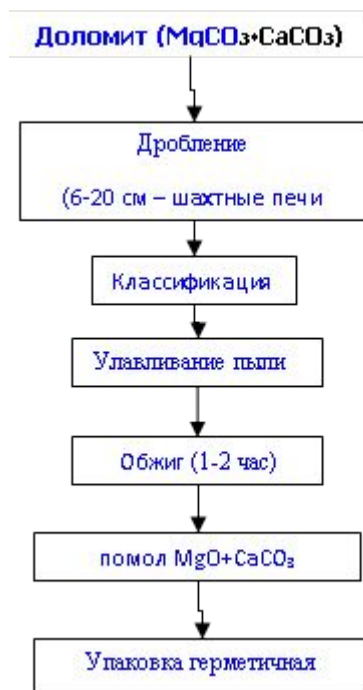 Доломит (MqCO₃•CaCO₃)
Дробление
(6-20 см – шахтные печи
Классификация
Улавливание пыли
Обжиг (1-2 час)
помол MgO+CaCO₃
Упаковка герметичная